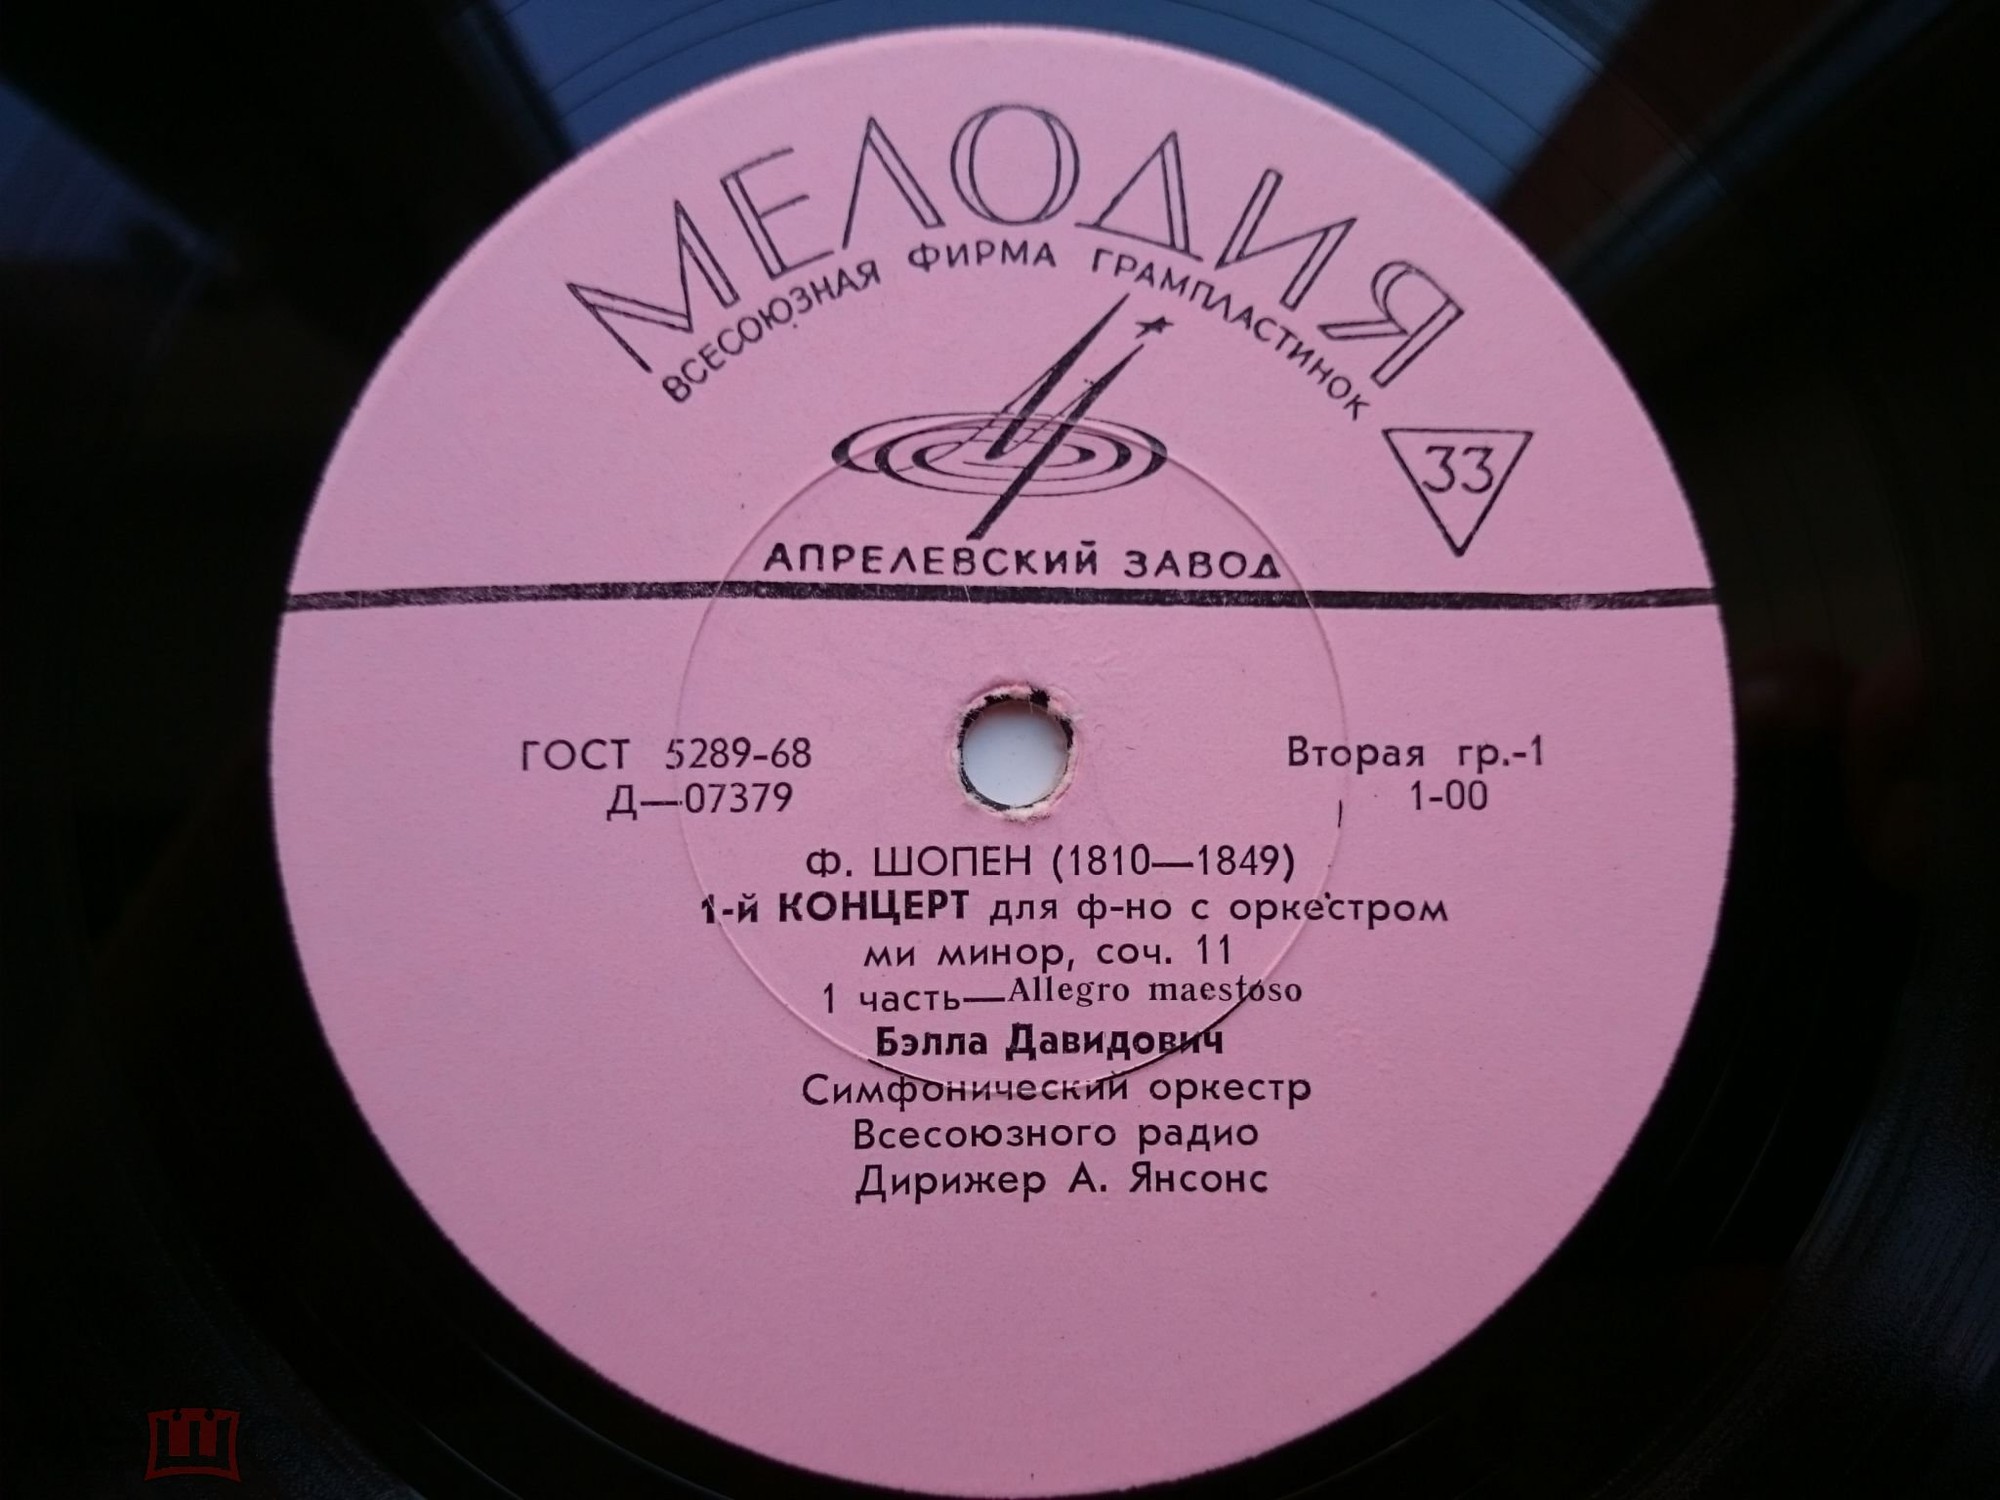 МЕЛОДИЯ
ВСЕСОЮЗНАЯ ФИРМА ГРАМПЛАСТИНОК
33
АПРЕЛЕВСКИЙ ЗАВОД
ГОСТ 5289-68
Д—07379
Вторая гр.-1
1-00
Ф. ШОПЕН (1810—1849)
1-й КОНЦЕРТ для ф-но с оркестром
ми минор, соч. 11
1 часть—Allegro maestoso
Бэлла Давидович
Симфонический оркестр
Всесоюзного радио
Дирижер А. Янсонс